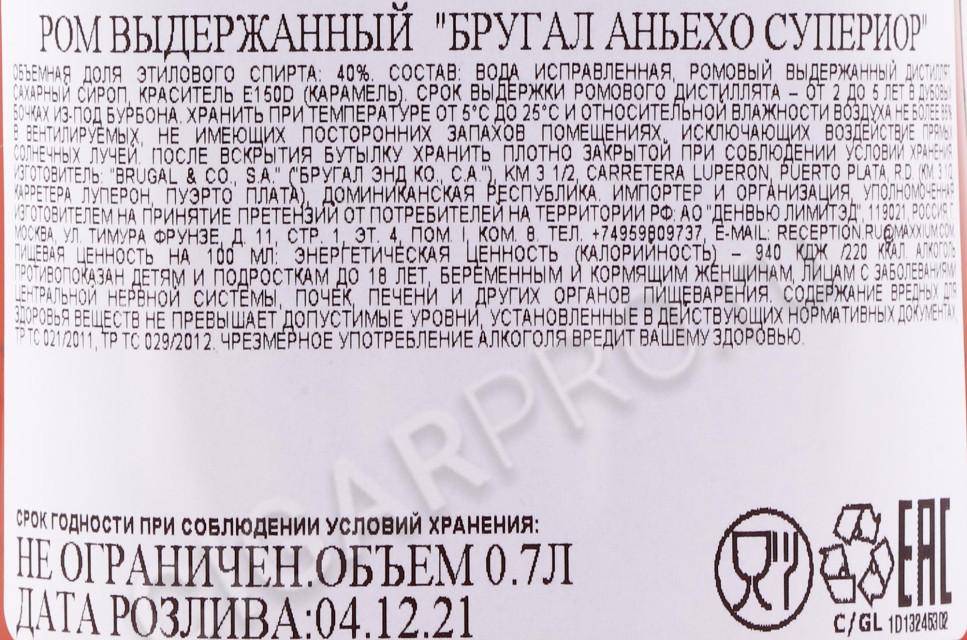 РОМ ВЫДЕРЖАННЫЙ "БРУГАЛ АНЬЕХО СУПЕРИОР"
ОБЪЕМНАЯ ДОЛЯ ЭТИЛОВОГО СПИРТА: 40%. СОСТАВ: ВОДА ИСПРАВЛЕННАЯ, РОМОВЫЙ ВЫДЕРЖАННЫЙ ДИСТИЛЛЯТ,
САХАРНЫЙ СИРОП, КРАСИТЕЛЬ Е150D (КАРАМЕЛЬ). СРОК ВЫДЕРЖКИ РОМОВОГО ДИСТИЛЛЯТА – ОТ 2 ДО 5 ЛЕТ В ДУБОВЫХ
БОЧКАХ ИЗ-ПОД БУРБОНА. ХРАНИТЬ ПРИ ТЕМПЕРАТУРЕ ОТ 5°С ДО 25°С И ОТНОСИТЕЛЬНОЙ ВЛАЖНОСТИ ВОЗДУХА НЕ БОЛЕЕ 85%
В ВЕНТИЛИРУЕМЫХ, НЕ ИМЕЮЩИХ ПОСТОРОННИХ ЗАПАХОВ ПОМЕЩЕНИЯХ, ИСКЛЮЧАЮЩИХ ВОЗДЕЙСТВИЕ ПРЯМЫХ
СОЛНЕЧНЫХ ЛУЧЕЙ. ПОСЛЕ ВСКРЫТИЯ БУТЫЛКУ ХРАНИТЬ ПЛОТНО ЗАКРЫТОЙ ПРИ СОБЛЮДЕНИИ УСЛОВИЙ ХРАНЕНИЯ
ИЗГОТОВИТЕЛЬ: "BRUGAL & CO., S.A." ("БРУГАЛ ЭНД КО., С.А."), KM 3 1/2, CARRETERA LUPERON, PUERTO PLATA, R.D. (КМ 3 1/2
КАРРЕТЕРА ЛУПЕРОН, ПУЭРТО ПЛАТА), ДОМИНИКАНСКАЯ РЕСПУБЛИКА. ИМПОРТЕР И ОРГАНИЗАЦИЯ, УПОЛНОМОЧЕННАЯ
ИЗГОТОВИТЕЛЕМ НА ПРИНЯТИЕ ПРЕТЕНЗИЙ ОТ ПОТРЕБИТЕЛЕЙ НА ТЕРРИТОРИИ РФ: АО "ДЕНВЬЮ ЛИМИТЭД", 119021, РОССИЯ, Г.
МОСКВА, УЛ. ТИМУРА ФРУНЗЕ, Д. 11, СТР. 1, ЭТ. 4, ПОМ. I, КОМ. 8. ТЕЛ. +74959809737, E-MAIL: RECEPTION.RU@MAXXIUM.COM
ПИЩЕВАЯ ЦЕННОСТЬ НА 100 МЛ: ЭНЕРГЕТИЧЕСКАЯ ЦЕННОСТЬ (КАЛОРИЙНОСТЬ) – 940 КДЖ /220 ККАЛ. АЛКОГОЛЬ
ПРОТИВОПОКАЗАН ДЕТЯМ И ПОДРОСТКАМ ДО 18 ЛЕТ, БЕРЕМЕННЫМ И КОРМЯЩИМ ЖЕНЩИНАМ, ЛИЦАМ С ЗАБОЛЕВАНИЯМИ
ЦЕНТРАЛЬНОЙ НЕРВНОЙ СИСТЕМЫ, ПОЧЕК, ПЕЧЕНИ И ДРУГИХ ОРГАНОВ ПИЩЕВАРЕНИЯ. СОДЕРЖАНИЕ ВРЕДНЫХ ДЛЯ
ЗДОРОВЬЯ ВЕЩЕСТВ НЕ ПРЕВЫШАЕТ ДОПУСТИМЫЕ УРОВНИ, УСТАНОВЛЕННЫЕ В ДЕЙСТВУЮЩИХ НОРМАТИВНЫХ ДОКУМЕНТАХ,
ТР ТС 021/2011, ТР ТС 029/2012. ЧРЕЗМЕРНОЕ УПОТРЕБЛЕНИЕ АЛКОГОЛЯ ВРЕДИТ ВАШЕМУ ЗДОРОВЬЮ.
СРОК ГОДНОСТИ ПРИ СОБЛЮДЕНИИ УСЛОВИЙ ХРАНЕНИЯ:
НЕ ОГРАНИЧЕН.ОБЪЕМ 0.7Л
ДАТА РОЗЛИВА:04.12.21
EAC
C/GL 1D13245302